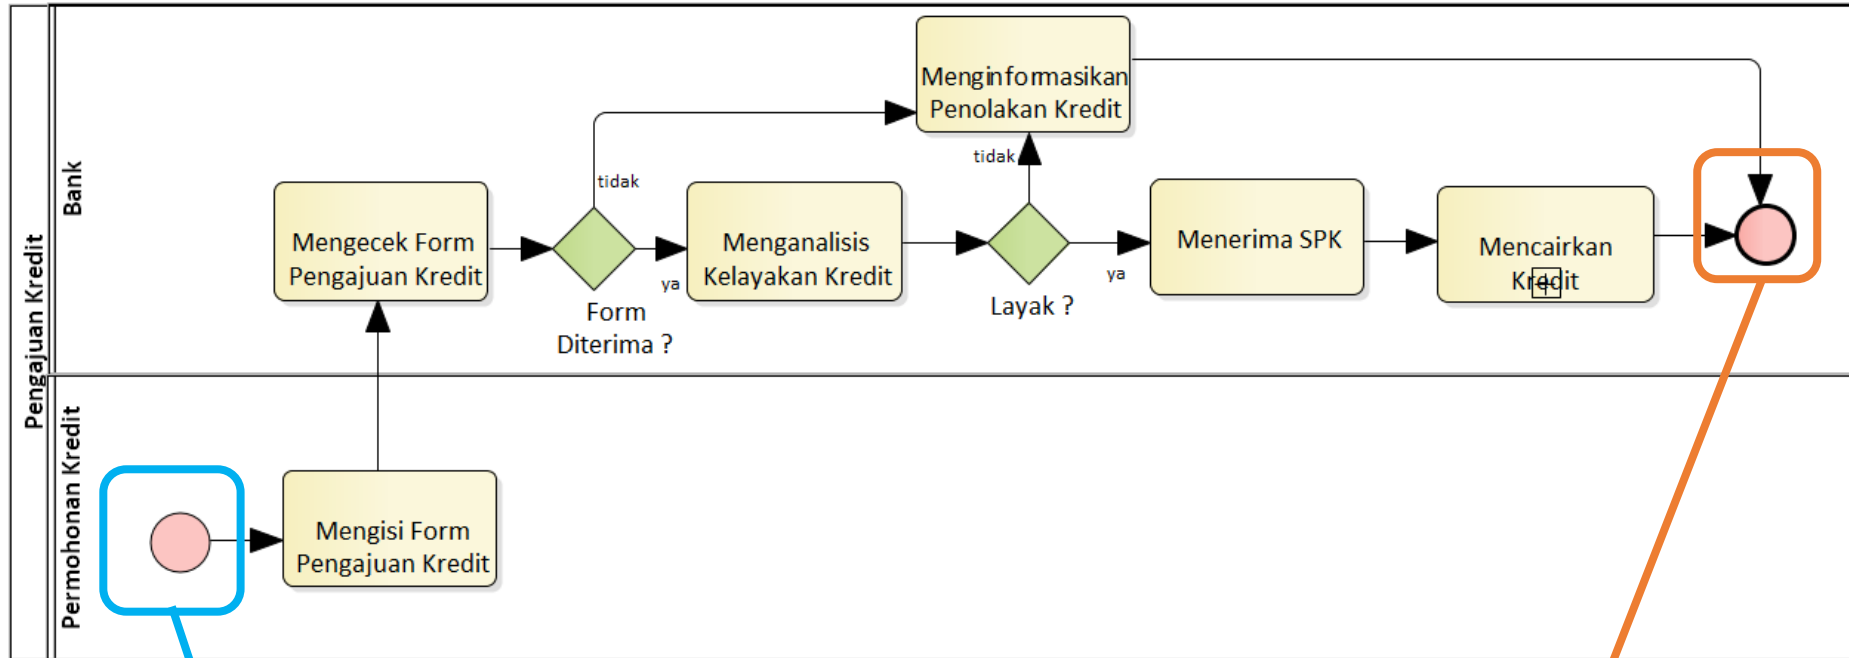 Pengajuan Kredit
Bank
Menginformasikan
Penolakan Kredit
tidak
tidak
Mengecek Form
Pengajuan Kredit
ya
Form
Diterima ?
Menganalisis
Kelayakan Kredit
Layak ?
ya
Menerima SPK
Mencairkan
Kredit
Permohonan Kredit
Mengisi Form
Pengajuan Kredit